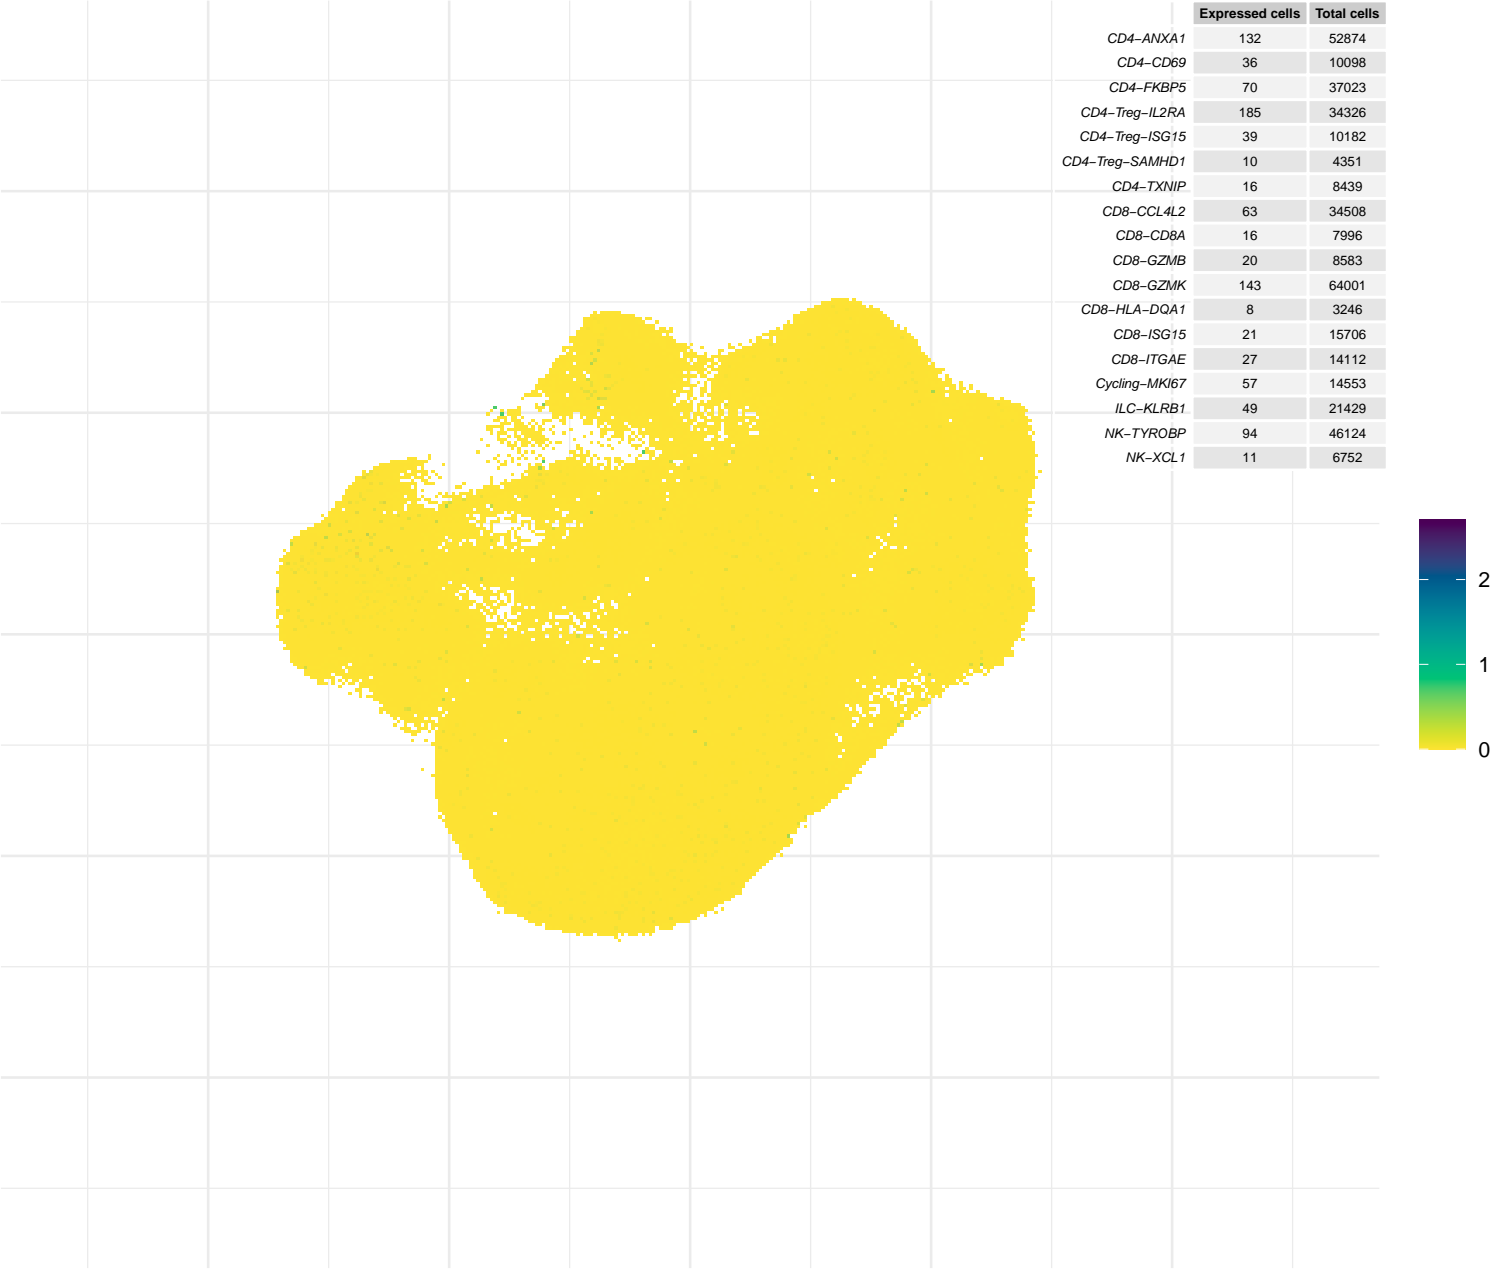 Expressed cells Total cells
CD4−ANXA1 132 52874
CD4−CD69 36 10098
CD4−FKBP5 70 37023
CD4−Treg−IL2RA 185 34326
CD4−Treg−ISG15 39 10182
CD4−Treg−SAMHD1 10 4351
CD4−TXNIP 16 8439
CD8−CCL4L2 63 34508
CD8−CD8A 16 7996
CD8−GZMB 20 8583
CD8−GZMK 143 64001
CD8−HLA−DQA1 8 3246
CD8−ISG15 21 15706
CD8−ITGAE 27 14112
Cycling−MKI67 57 14553
ILC−KLRB1 49 21429
NK−TYROBP 94 46124
NK−XCL1 11 6752
2
1
0